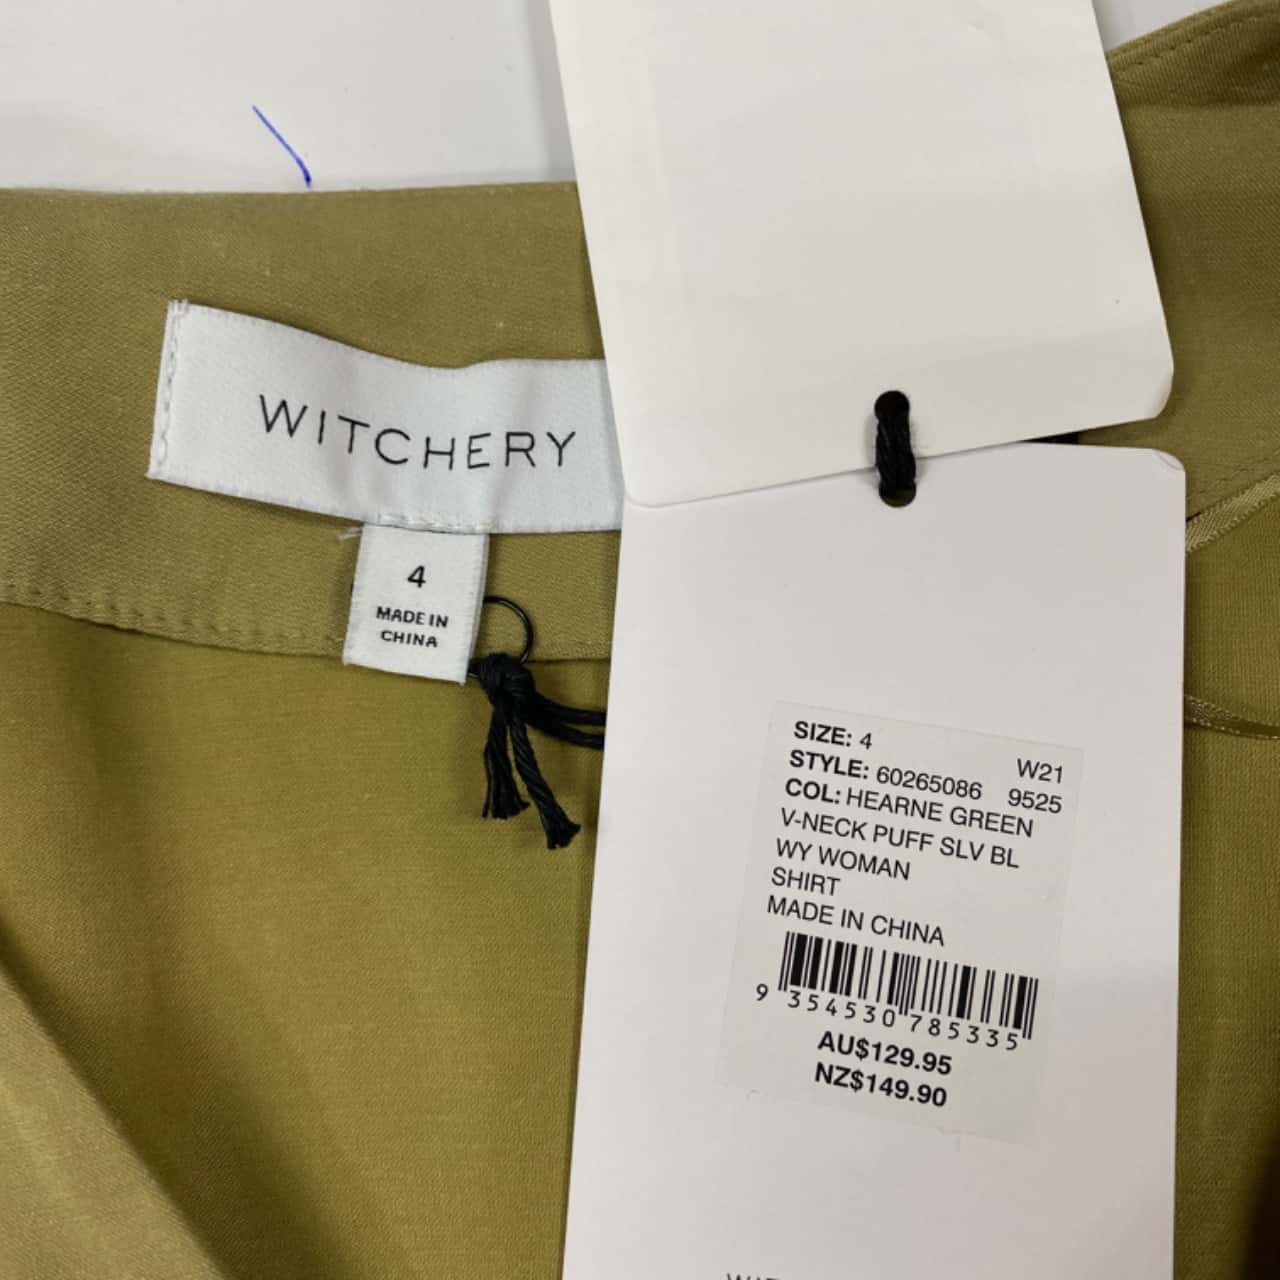 WITCHERY
4
MADE IN
CHINA
SIZE: 4 W21
STYLE: 60265086 9525
COL: HEARNE GREEN
V-NECK PUFF SLV BL
WY WOMAN
SHIRT
MADE IN CHINA
9 354530 785335
AU$129.95
NZ$149.90